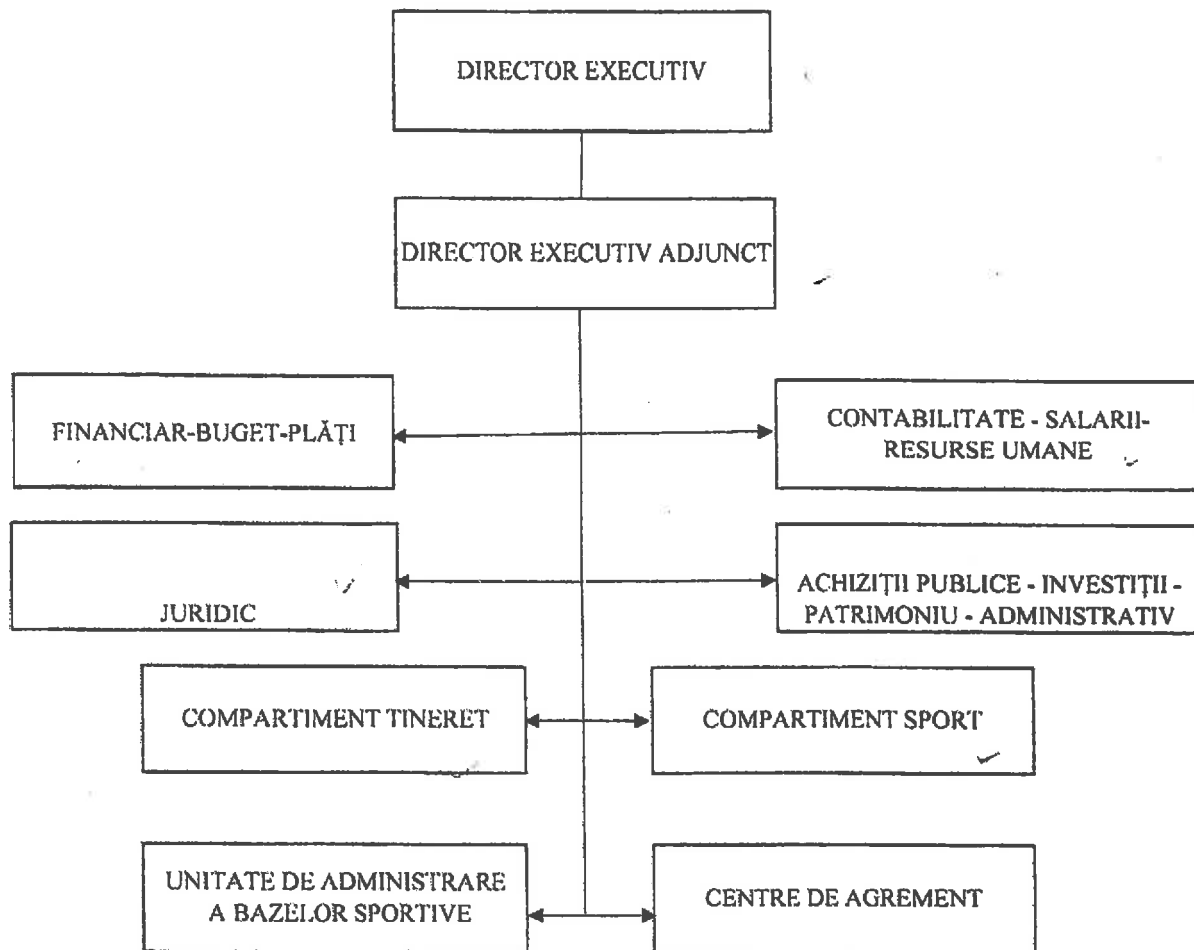 DIRECTOR EXECUTIV
DIRECTOR EXECUTIV ADJUNCT
FINANCIAR-BUGET-PLĂȚI
CONTABILITATE - SALARII-
RESURSE UMANE
JURIDIC
ACHIZIȚII PUBLICE - INVESTIȚII -
PATRIMONIU - ADMINISTRATIV
COMPARTIMENT TINERET
COMPARTIMENT SPORT
UNITATE DE ADMINISTRARE
A BAZELOR SPORTIVE
CENTRE DE AGREMENT